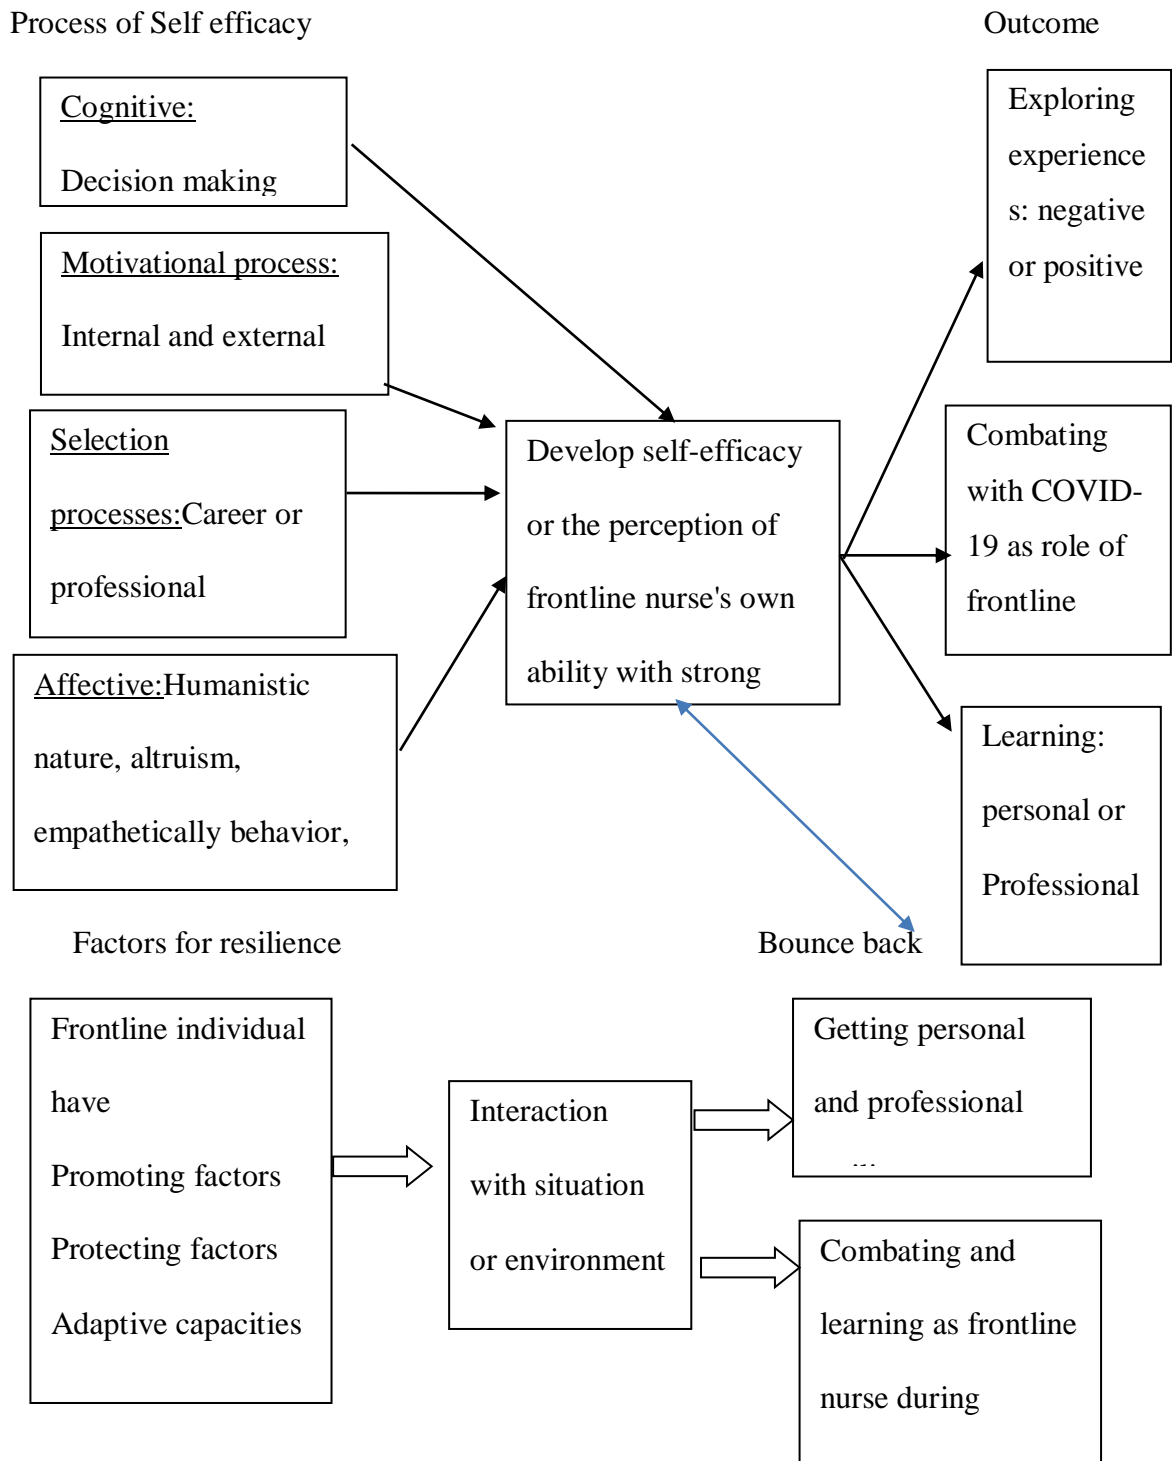 Process of Self efficacy
Outcome
Cognitive:
Decision making
Motivational process:
Internal and external
Selection
processes:Career or
professional
Affective:Humanistic
nature, altruism,
empathetically behavior,
Develop self-efficacy
or the perception of
frontline nurse's own
ability with strong
Exploring
experience
s: negative
or positive
Combating
with COVID-
19 as role of
frontline
Learning:
personal or
Professional
Factors for resilience
Bounce back
Frontline individual
have
Promoting factors
Protecting factors
Adaptive capacities
Interaction
with situation
or environment
Getting personal
and professional
Combating and
learning as frontline
nurse during